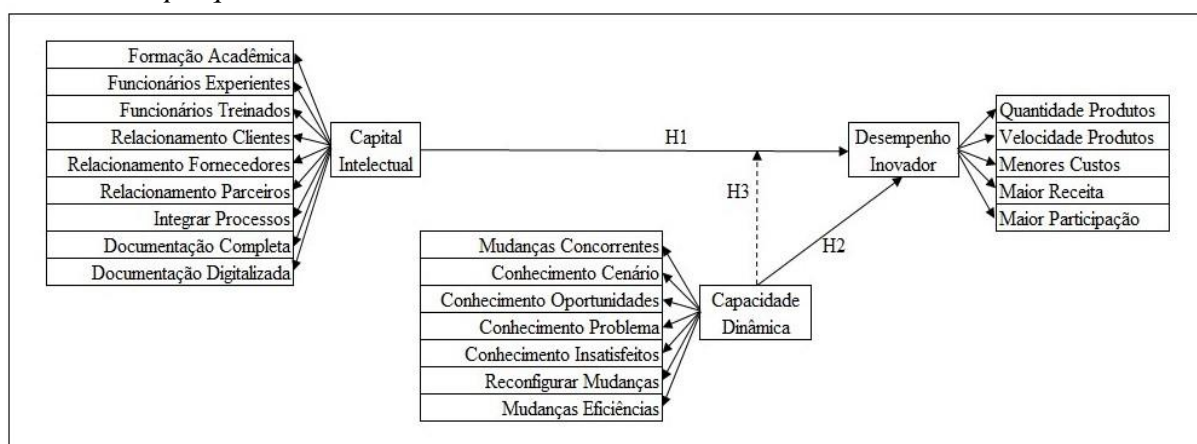 Formação Acadêmica
Funcionários Experientes
Funcionários Treinados
Relacionamento Clientes
Relacionamento Fornecedores
Relacionamento Parceiros
Integrar Processos
Documentação Completa
Documentação Digitalizada
Capital
Intelectual
H1
Desempenho
Inovador
Quantidade Produtos
Velocidade Produtos
Menores Custos
Maior Receita
Maior Participação
H3
H2
Mudanças Concorrentes
Conhecimento Cenário
Conhecimento Oportunidades
Conhecimento Problema
Conhecimento Insatisfeitos
Reconfigurar Mudanças
Mudanças Eficiências
Capacidade
Dinâmica